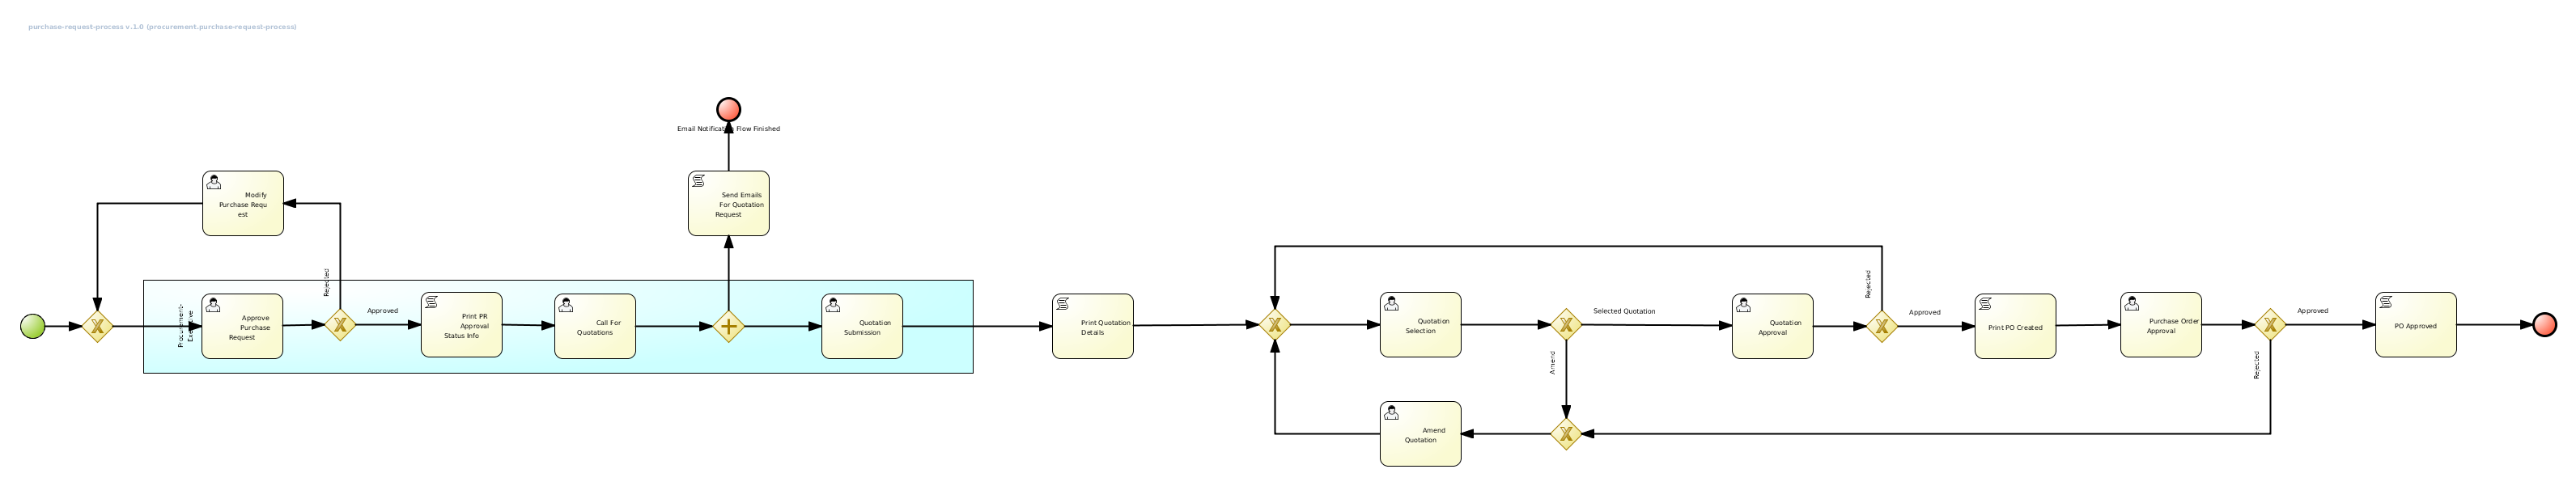 purchase-request-process v.1.0 (procurement.purchase-request-process)
Email Notificat Flow Finished
Modify
Purchase Requ
est
Send Emails
For Quotation
Request
Rejected
Procurement-
Executive
Approve
Purchase
Request
Approved
Print PR
Approval
Status Info
Call For
Quotations
Quotation
Submission
Print Quotation
Details
Quotation
Selection
Selected Quotation
Amend
Quotation
Approval
Rejected
Approved
Print PO Created
Purchase Order
Approval
Approved
Rejected
PO Approved
Amend
Quotation